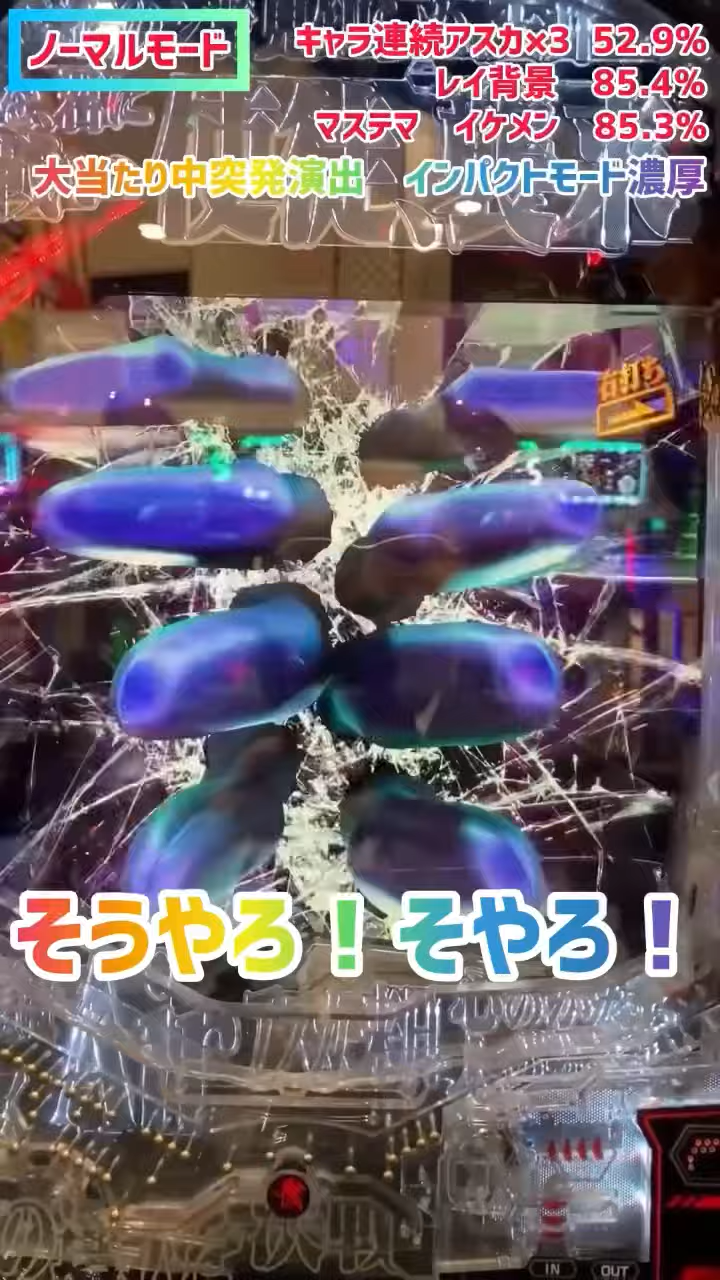 ノーマルモード
キャラ連続アスカ×3 52.9%
レイ背景 85.4%
マステマ イケメン 85.3%
大当たり中突発演出 インパクトモード濃厚
右打ち
そうやろ！そやろ！
IN OUT